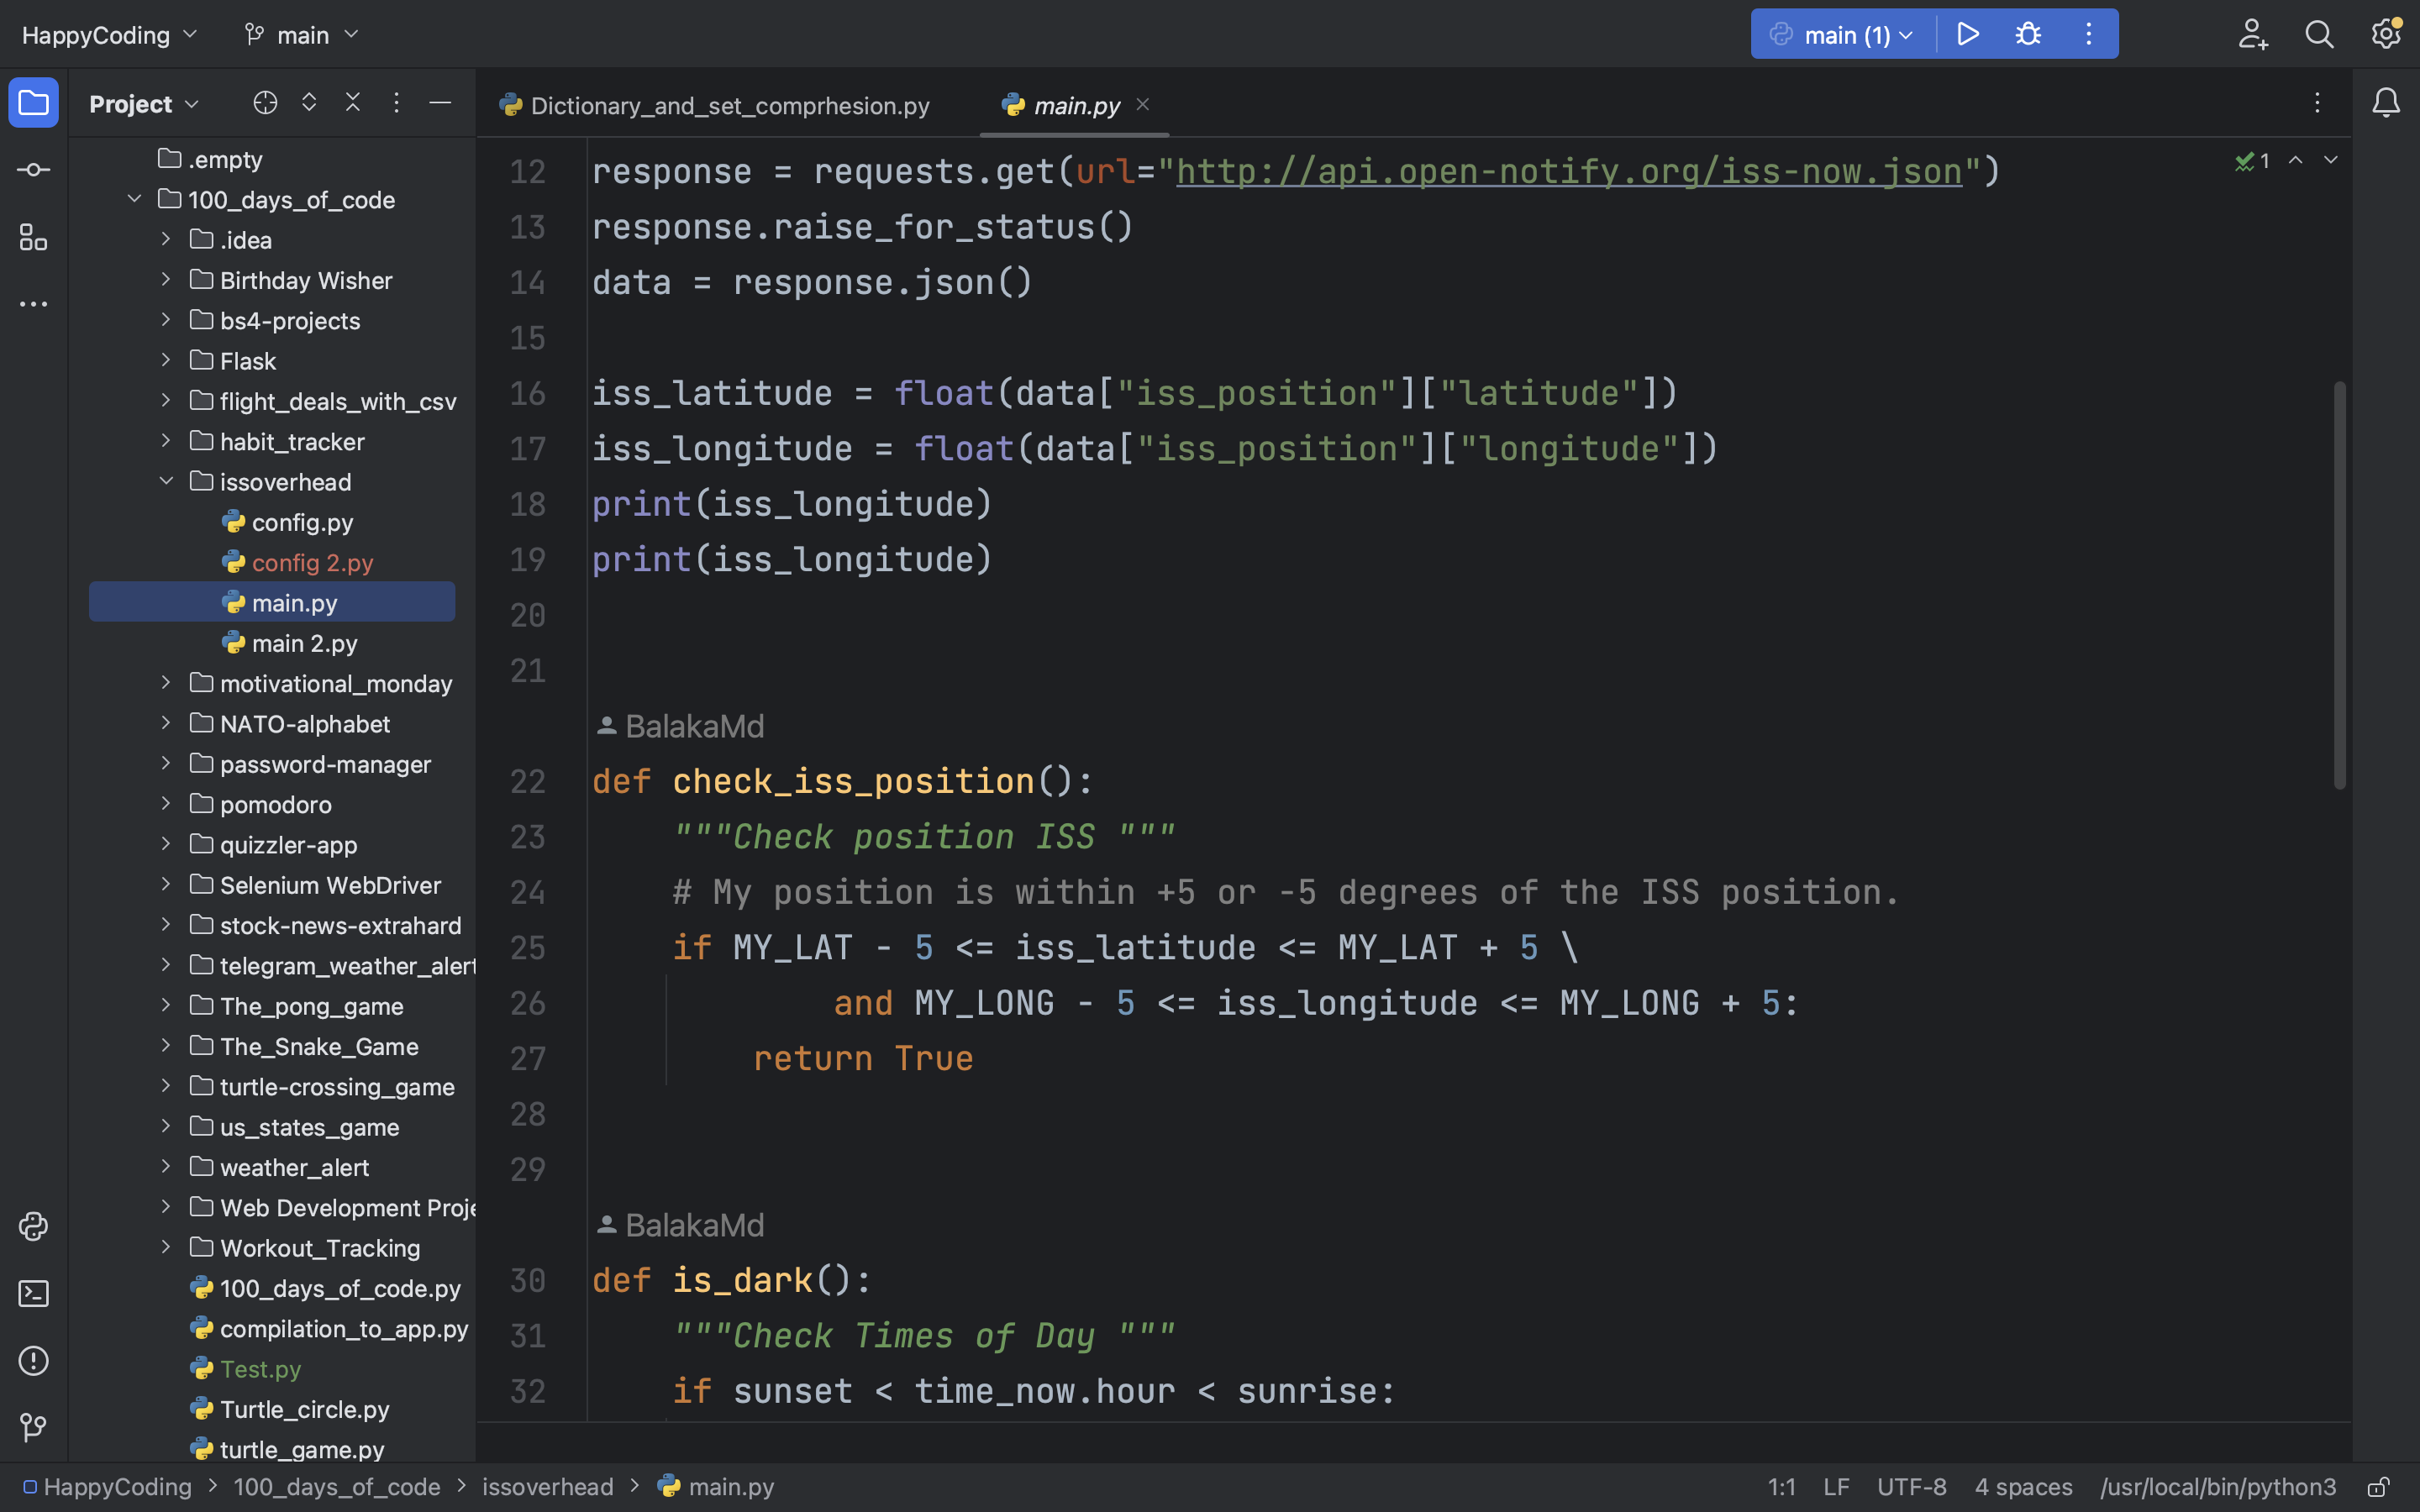 HappyCoding
main
main (1)
Project
.empty
100_days_of_code
.idea
Birthday Wisher
bs4-projects
Flask
flight_deals_with_csv
habit_tracker
issoverhead
config.py
config 2.py
main.py
main 2.py
motivational_monday
NATO-alphabet
password-manager
pomodoro
quizzler-app
Selenium WebDriver
stock-news-extrahard
telegram_weather_alert
The_pong_game
The_Snake_Game
turtle-crossing_game
us_states_game
weather_alert
Web Development Proje
Workout_Tracking
100_days_of_code.py
compilation_to_app.py
Test.py
Turtle_circle.py
turtle_game.py
Dictionary_and_set_comprhesion.py
main.py
1
12 response = requests.get(url="http://api.open-notify.org/iss-now.json")
13 response.raise_for_status()
14 data = response.json()
15
16 iss_latitude = float(data["iss_position"]["latitude"])
17 iss_longitude = float(data["iss_position"]["longitude"])
18 print(iss_longitude)
19 print(iss_longitude)
20
21
BalakaMd
22 def check_iss_position():
23     """Check position ISS """
24     # My position is within +5 or -5 degrees of the ISS position.
25     if MY_LAT - 5 <= iss_latitude <= MY_LAT + 5 \
26             and MY_LONG - 5 <= iss_longitude <= MY_LONG + 5:
27         return True
28
29
BalakaMd
30 def is_dark():
31     """Check Times of Day """
32     if sunset < time_now.hour < sunrise:
HappyCoding > 100_days_of_code > issoverhead > main.py
1:1 LF UTF-8 4 spaces /usr/local/bin/python3